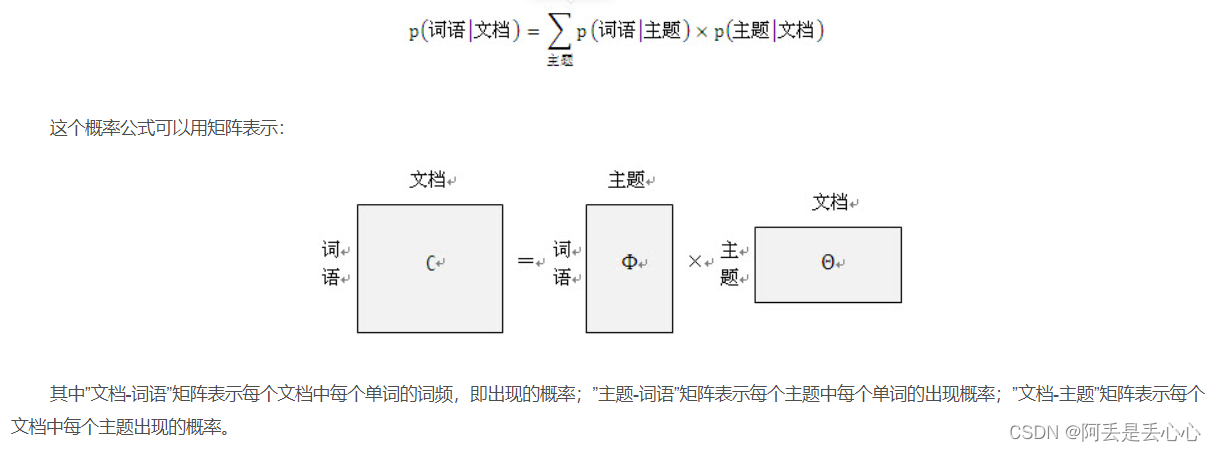 p(词语|文档) = ∑ p(词语|主题) × p(主题|文档)
主题
这个概率公式可以用矩阵表示：
文档↵ 主题↵ 文档↵
词↵ 词↵ 主↵
语↵ C↵ =↵ 语↵ Φ↵ ×↵ 题↵ Θ↵
其中”文档-词语”矩阵表示每个文档中每个单词的词频，即出现的概率；”主题-词语”矩阵表示每个主题中每个单词的出现概率；”文档-主题”矩阵表示每个
文档中每个主题出现的概率。
CSDN @阿丢是丢心心